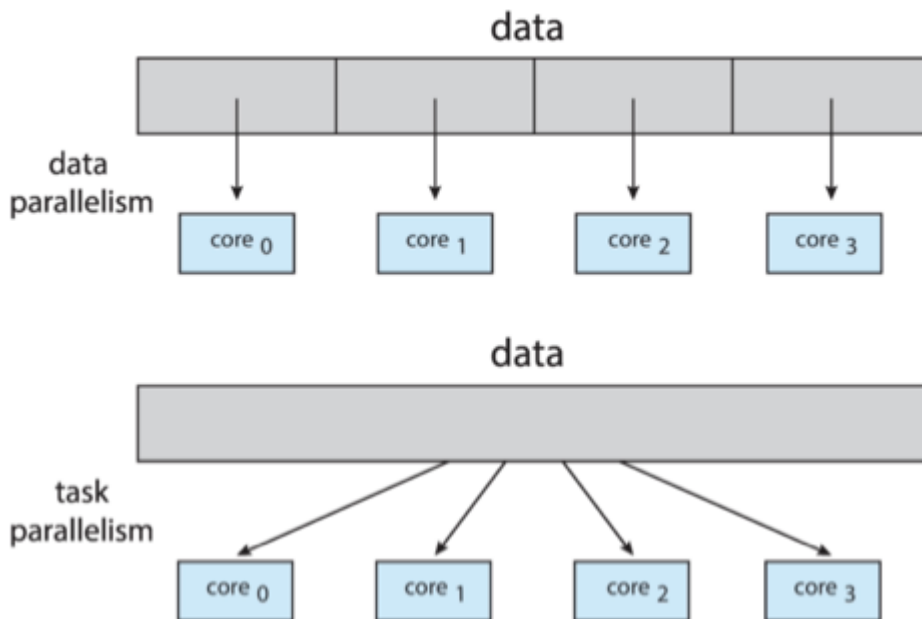 data
data
parallelism
core 0 core 1 core 2 core 3
data
task
parallelism
core 0 core 1 core 2 core 3